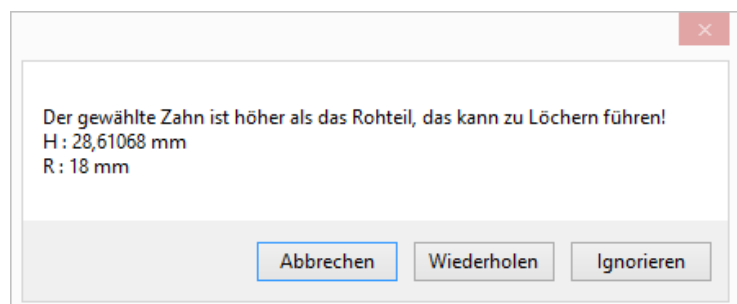 Der gewählte Zahn ist höher als das Rohteil, das kann zu Löchern führen!
H : 28,61068 mm
R : 18 mm
Abbrechen
Wiederholen
Ignorieren